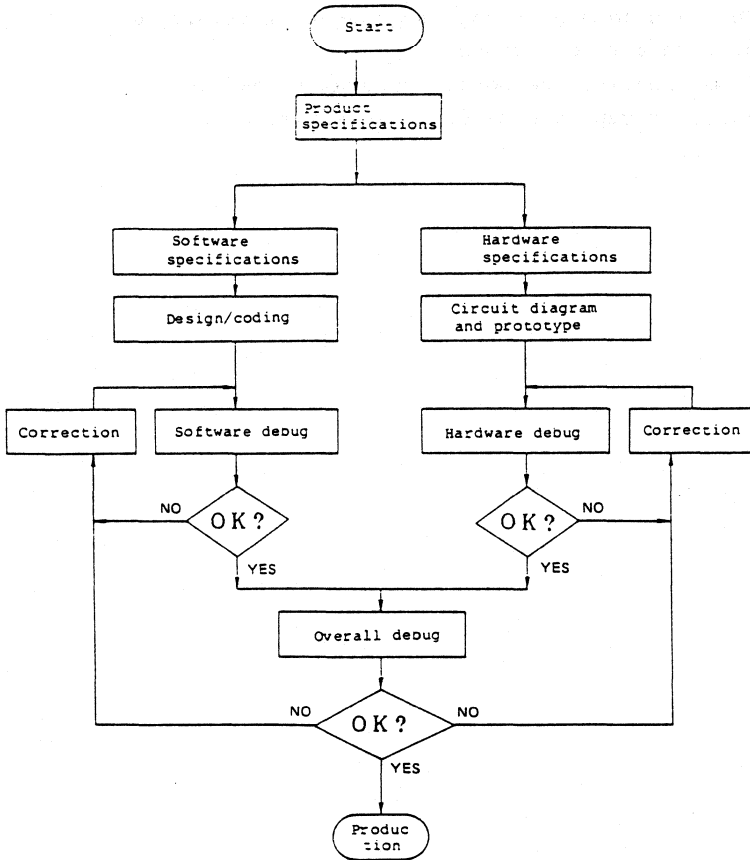 Start
Product
specifications
Software
specifications
Hardware
specifications
Design/coding
Circuit diagram
and prototype
Correction
Software debug
Hardware debug
Correction
NO
OK?
OK?
NO
YES
YES
Overall debug
NO
OK?
NO
YES
Produc
tion